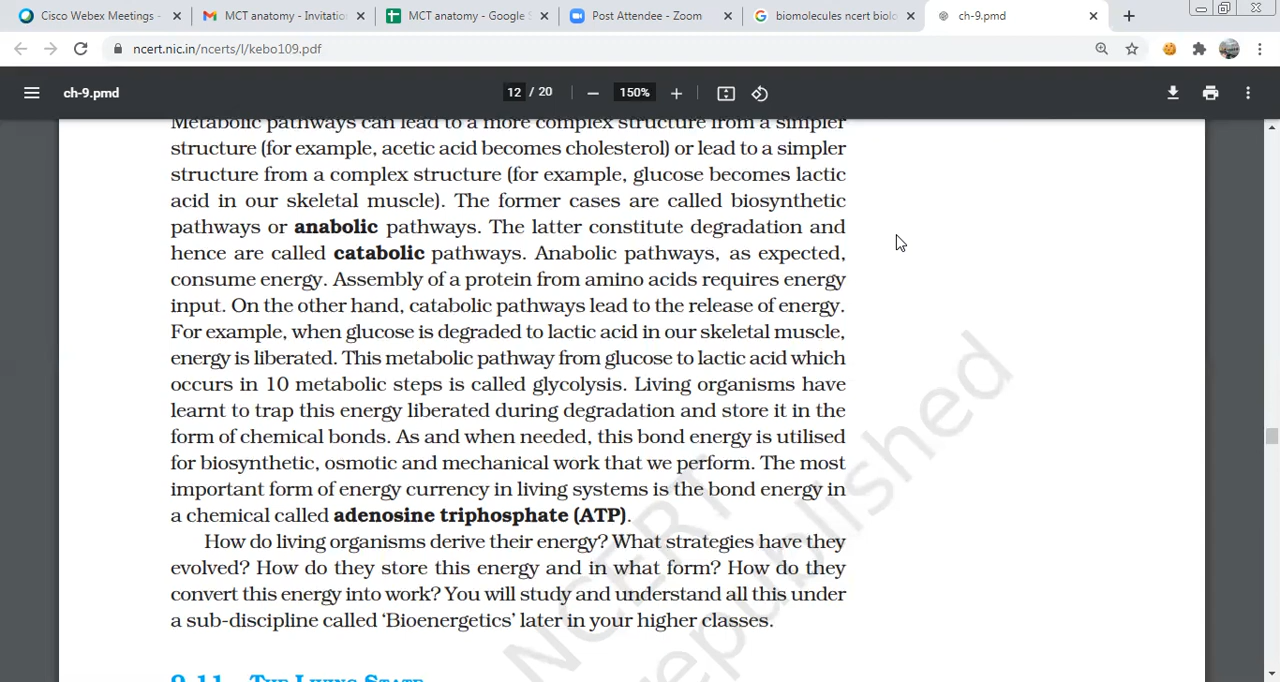 Cisco Webex Meetings -
MCT anatomy - Invitatio
MCT anatomy - Google S
Post Attendee - Zoom
biomolecules ncert biolo
ch-9.pmd
ncert.nic.in/ncerts/l/kebo109.pdf
ch-9.pmd
12 / 20
150%
Metabolic pathways can lead to a more complex structure from a simpler
structure (for example, acetic acid becomes cholesterol) or lead to a simpler
structure from a complex structure (for example, glucose becomes lactic
acid in our skeletal muscle). The former cases are called biosynthetic
pathways or anabolic pathways. The latter constitute degradation and
hence are called catabolic pathways. Anabolic pathways, as expected,
consume energy. Assembly of a protein from amino acids requires energy
input. On the other hand, catabolic pathways lead to the release of energy.
For example, when glucose is degraded to lactic acid in our skeletal muscle,
energy is liberated. This metabolic pathway from glucose to lactic acid which
occurs in 10 metabolic steps is called glycolysis. Living organisms have
learnt to trap this energy liberated during degradation and store it in the
form of chemical bonds. As and when needed, this bond energy is utilised
for biosynthetic, osmotic and mechanical work that we perform. The most
important form of energy currency in living systems is the bond energy in
a chemical called adenosine triphosphate (ATP).
How do living organisms derive their energy? What strategies have they
evolved? How do they store this energy and in what form? How do they
convert this energy into work? You will study and understand all this under
a sub-discipline called ‘Bioenergetics’ later in your higher classes.
9.11 The Living State
NCERT
republished